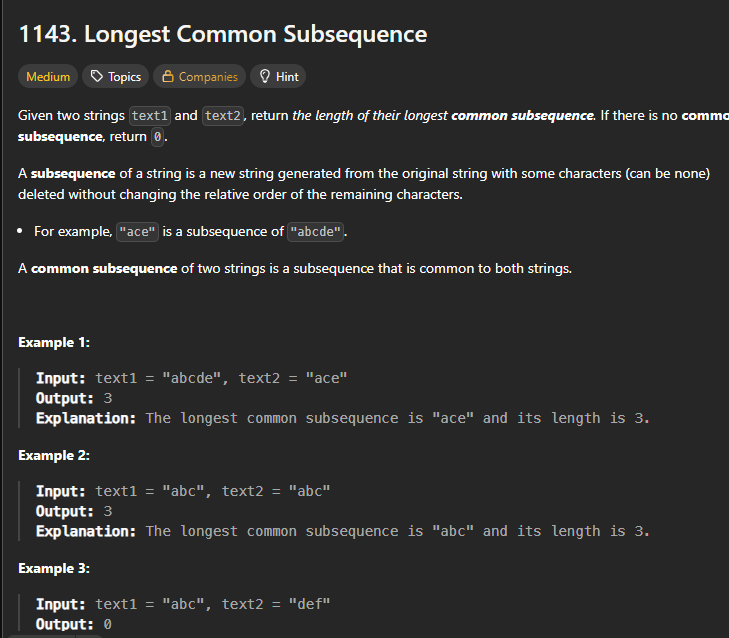 1143. Longest Common Subsequence
Medium Topics Companies Hint
Given two strings text1 and text2, return the length of their longest common subsequence. If there is no commo
subsequence, return 0.
A subsequence of a string is a new string generated from the original string with some characters (can be none)
deleted without changing the relative order of the remaining characters.
• For example, "ace" is a subsequence of "abcde".
A common subsequence of two strings is a subsequence that is common to both strings.
Example 1:
Input: text1 = "abcde", text2 = "ace"
Output: 3
Explanation: The longest common subsequence is "ace" and its length is 3.
Example 2:
Input: text1 = "abc", text2 = "abc"
Output: 3
Explanation: The longest common subsequence is "abc" and its length is 3.
Example 3:
Input: text1 = "abc", text2 = "def"
Output: 0